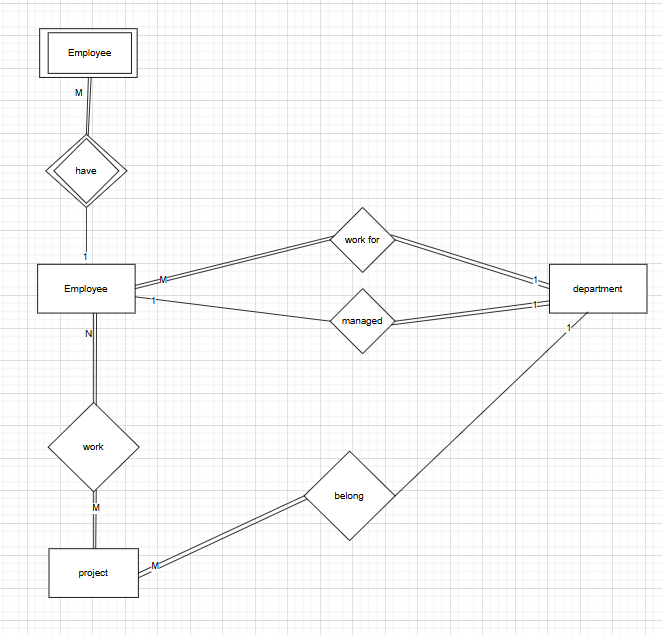 Employee
M
have
1
work for
Employee
M
1
department
1
managed
1
1
N
work
belong
M
M
project